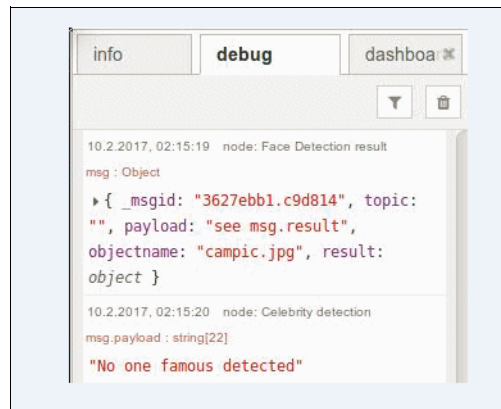 info debug dashboar
10.2.2017, 02:15:19 node: Face Detection result
msg : Object
{ _msgid: "3627ebb1.c9d814", topic:
"", payload: "see msg.result",
objectname: "campic.jpg", result:
object }
10.2.2017, 02:15:20 node: Celebrity detection
msg.payload : string[22]
"No one famous detected"